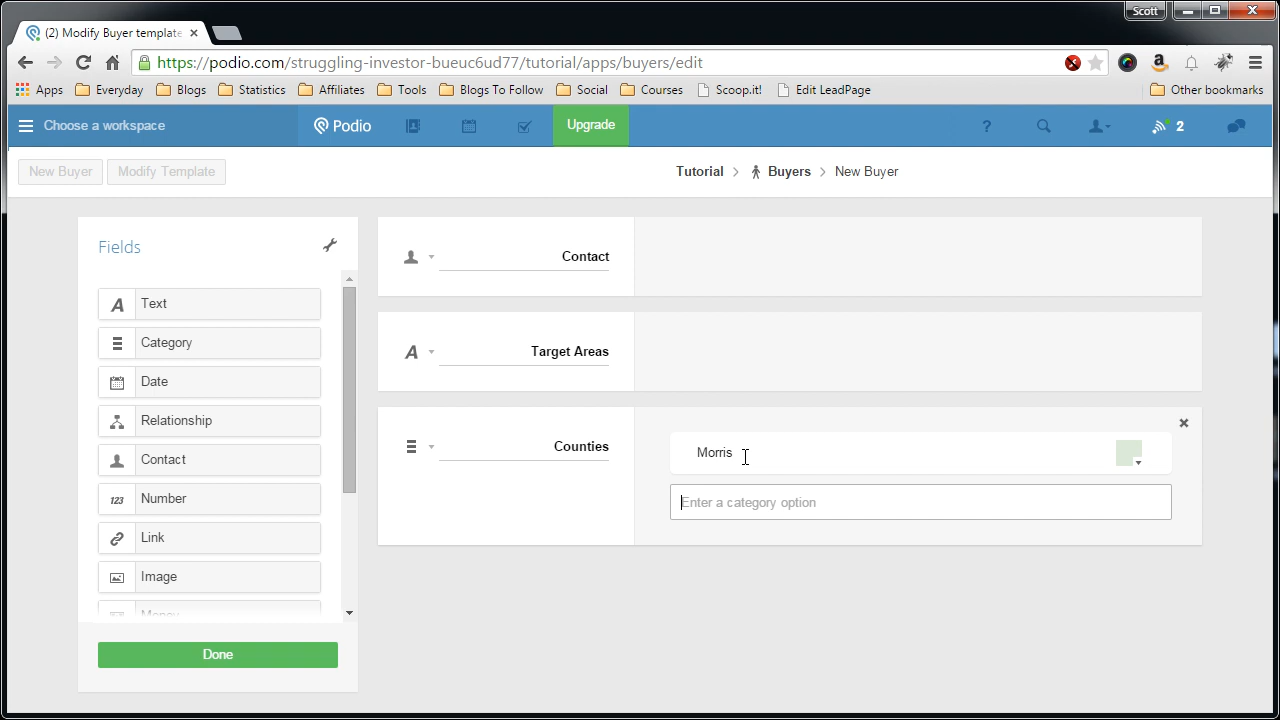 Scott
(2) Modify Buyer template
https://podio.com/struggling-investor-bueuc6ud77/tutorial/apps/buyers/edit
Apps Everyday Blogs Statistics Affiliates Tools Blogs To Follow Social Courses Scoop.it! Edit LeadPage Other bookmarks
Choose a workspace Podio Upgrade ? 2
New Buyer Modify Template Tutorial Buyers New Buyer
Fields
Text
Category
Date
Relationship
Contact
123 Number
Link
Image
Money
Done
Contact
Target Areas
Counties
Morris
Enter a category option